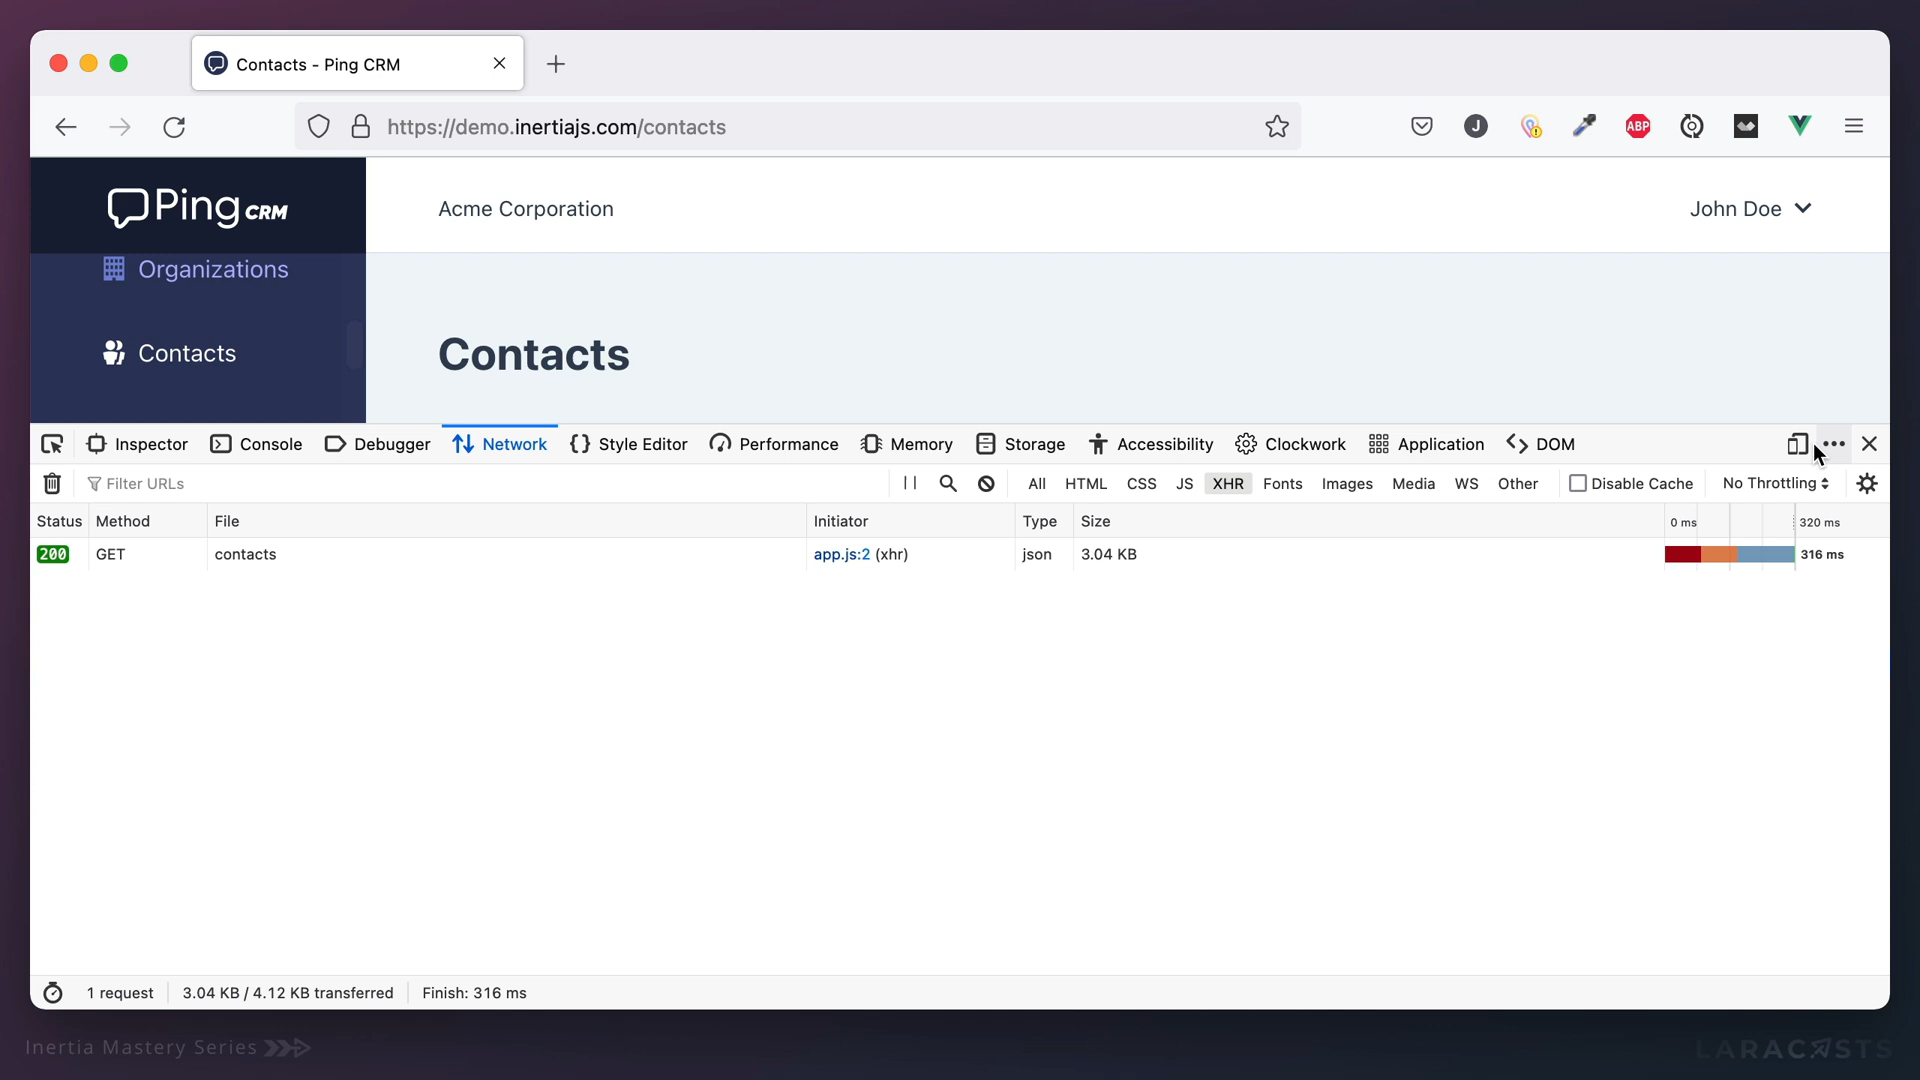 Contacts - Ping CRM
https://demo.inertiajs.com/contacts
J
ABP
Ping CRM
Acme Corporation
John Doe
Organizations
Contacts
Contacts
Inspector Console Debugger Network Style Editor Performance Memory Storage Accessibility Clockwork Application DOM
Filter URLs All HTML CSS JS XHR Fonts Images Media WS Other Disable Cache No Throttling
Status Method File Initiator Type Size 0 ms 320 ms
200 GET contacts app.js:2 (xhr) json 3.04 KB 316 ms
1 request 3.04 KB / 4.12 KB transferred Finish: 316 ms
Inertia Mastery Series
LARACASTS